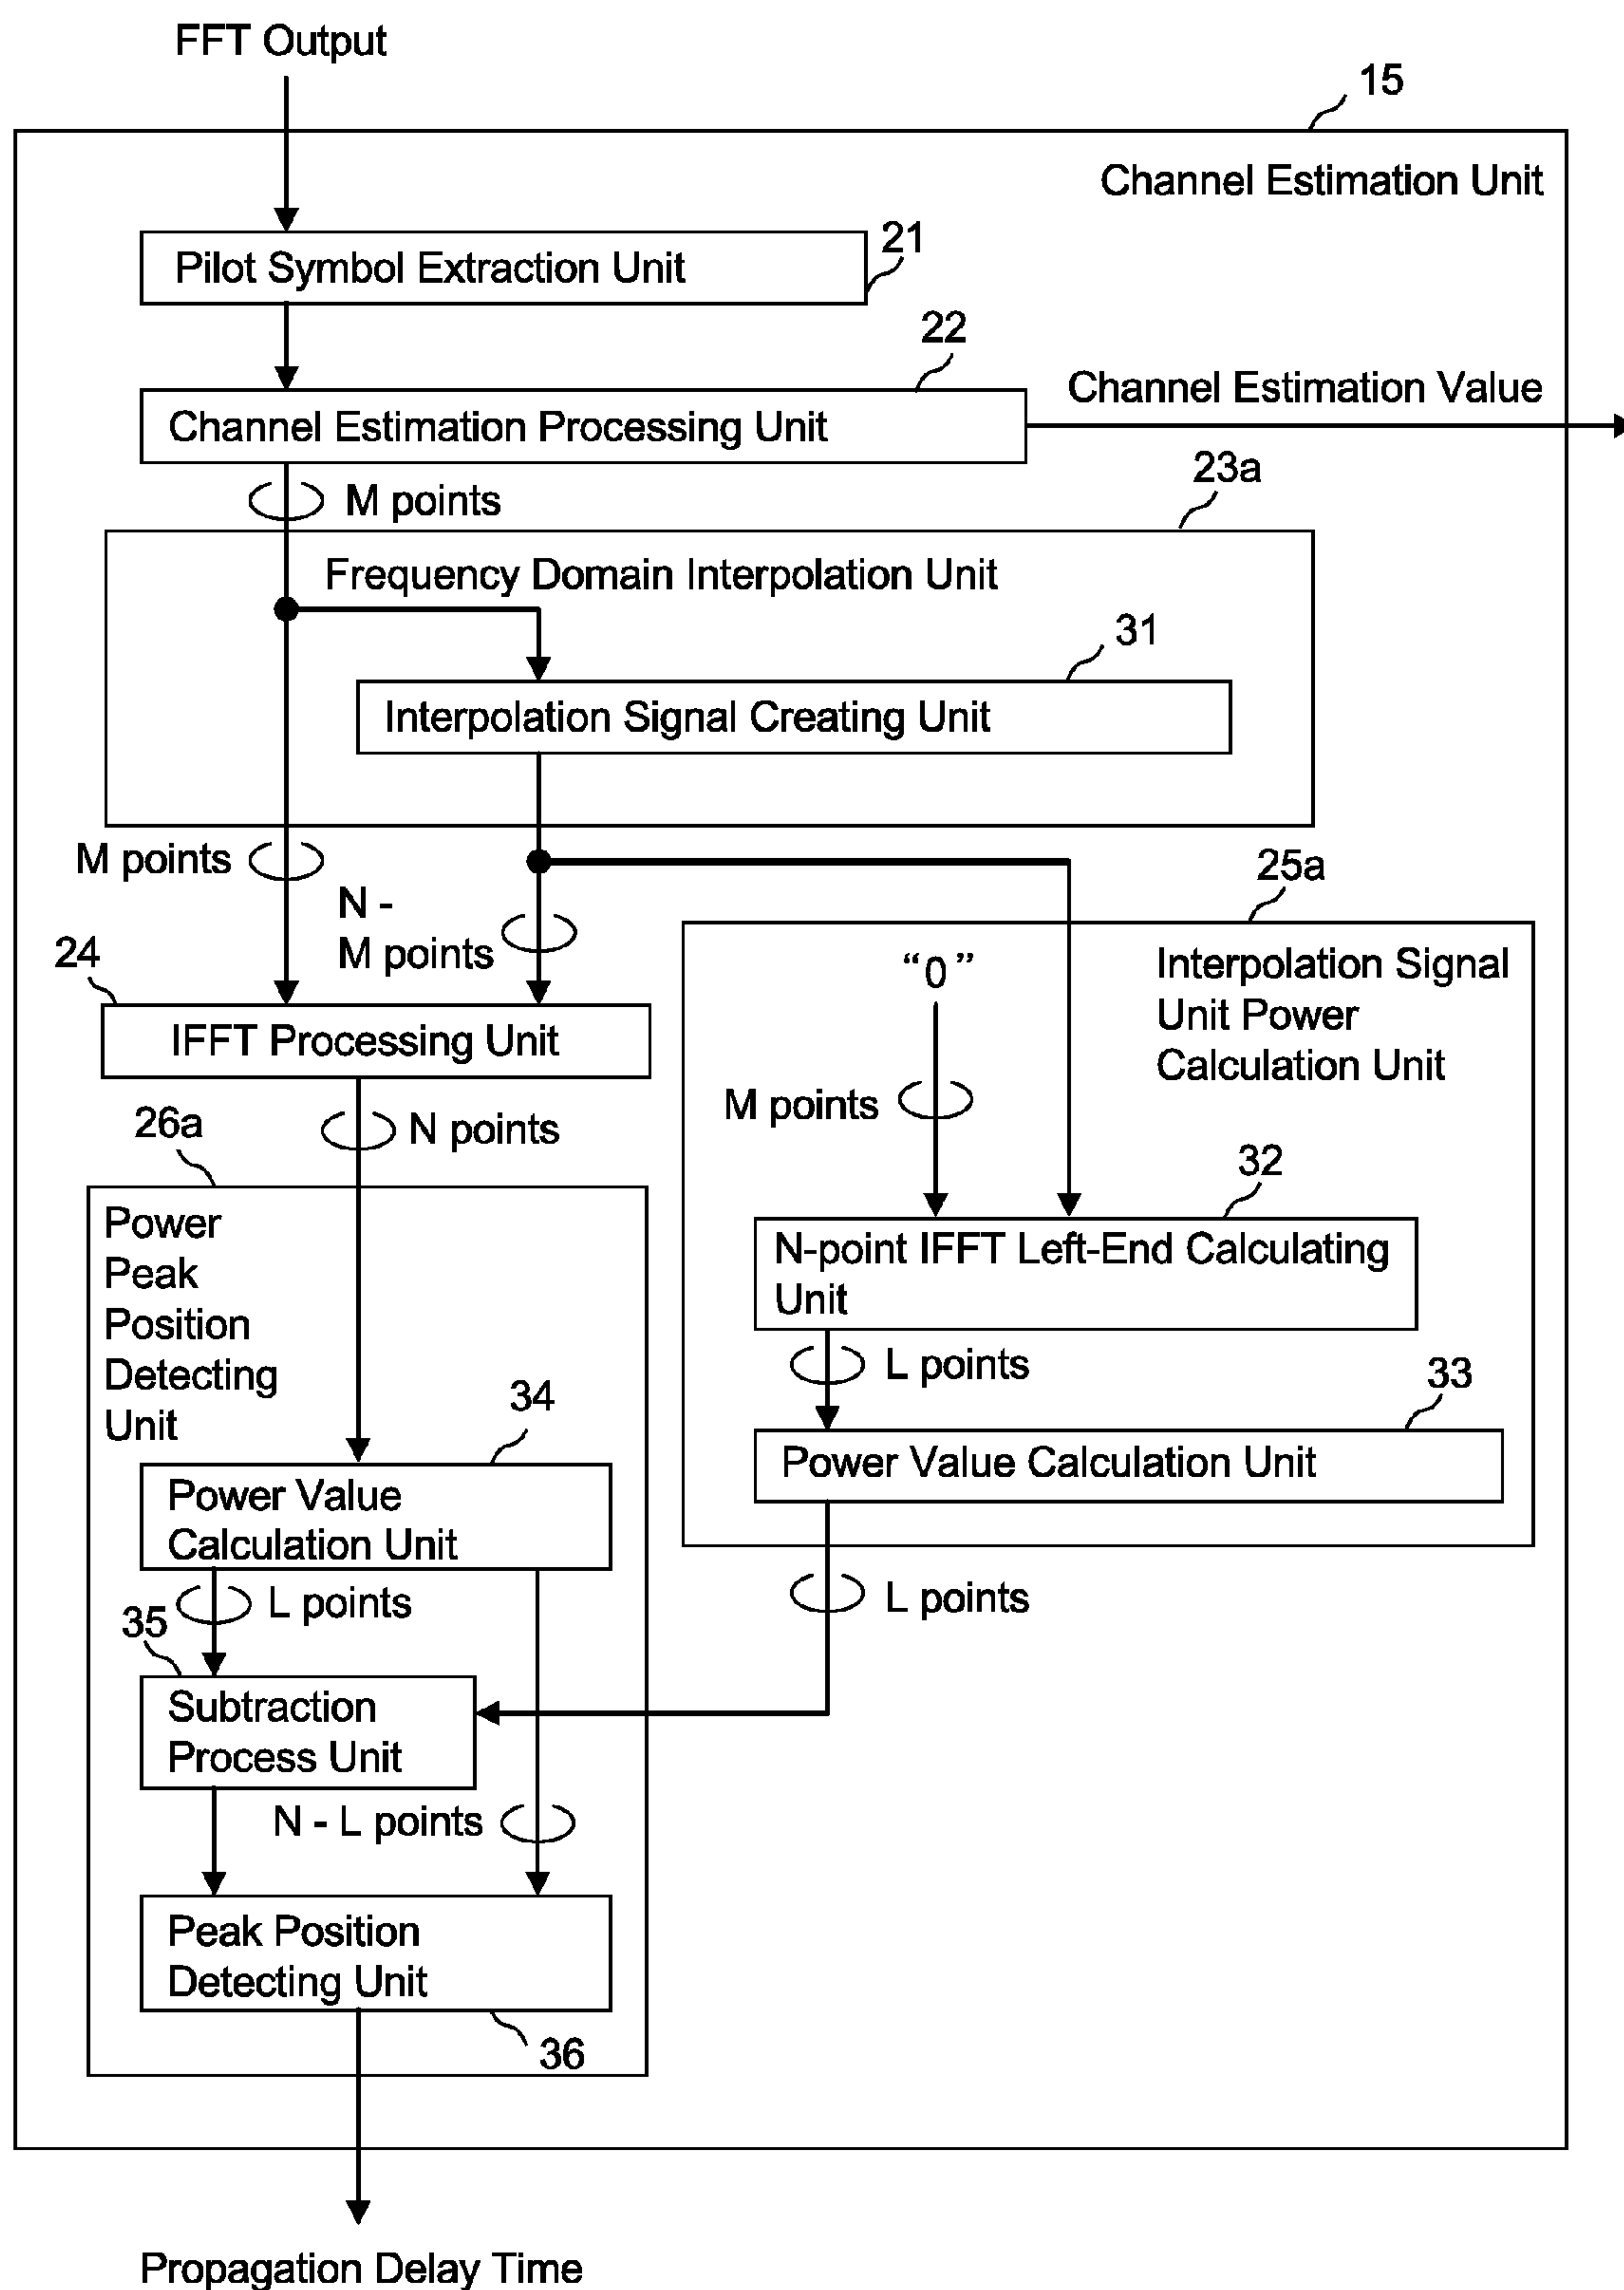 FFT Output
15
Channel Estimation Unit
21
Pilot Symbol Extraction Unit
22
Channel Estimation Processing Unit
Channel Estimation Value
M points
23a
Frequency Domain Interpolation Unit
31
Interpolation Signal Creating Unit
M points
N -
M points
25a
Interpolation Signal
Unit Power
Calculation Unit
“0”
M points
24
IFFT Processing Unit
N points
26a
32
N-point IFFT Left-End Calculating
Unit
L points
33
Power Value Calculation Unit
L points
Power
Peak
Position
Detecting
Unit
34
Power Value
Calculation Unit
L points
35
Subtraction
Process Unit
N - L points
Peak Position
Detecting Unit
36
Propagation Delay Time